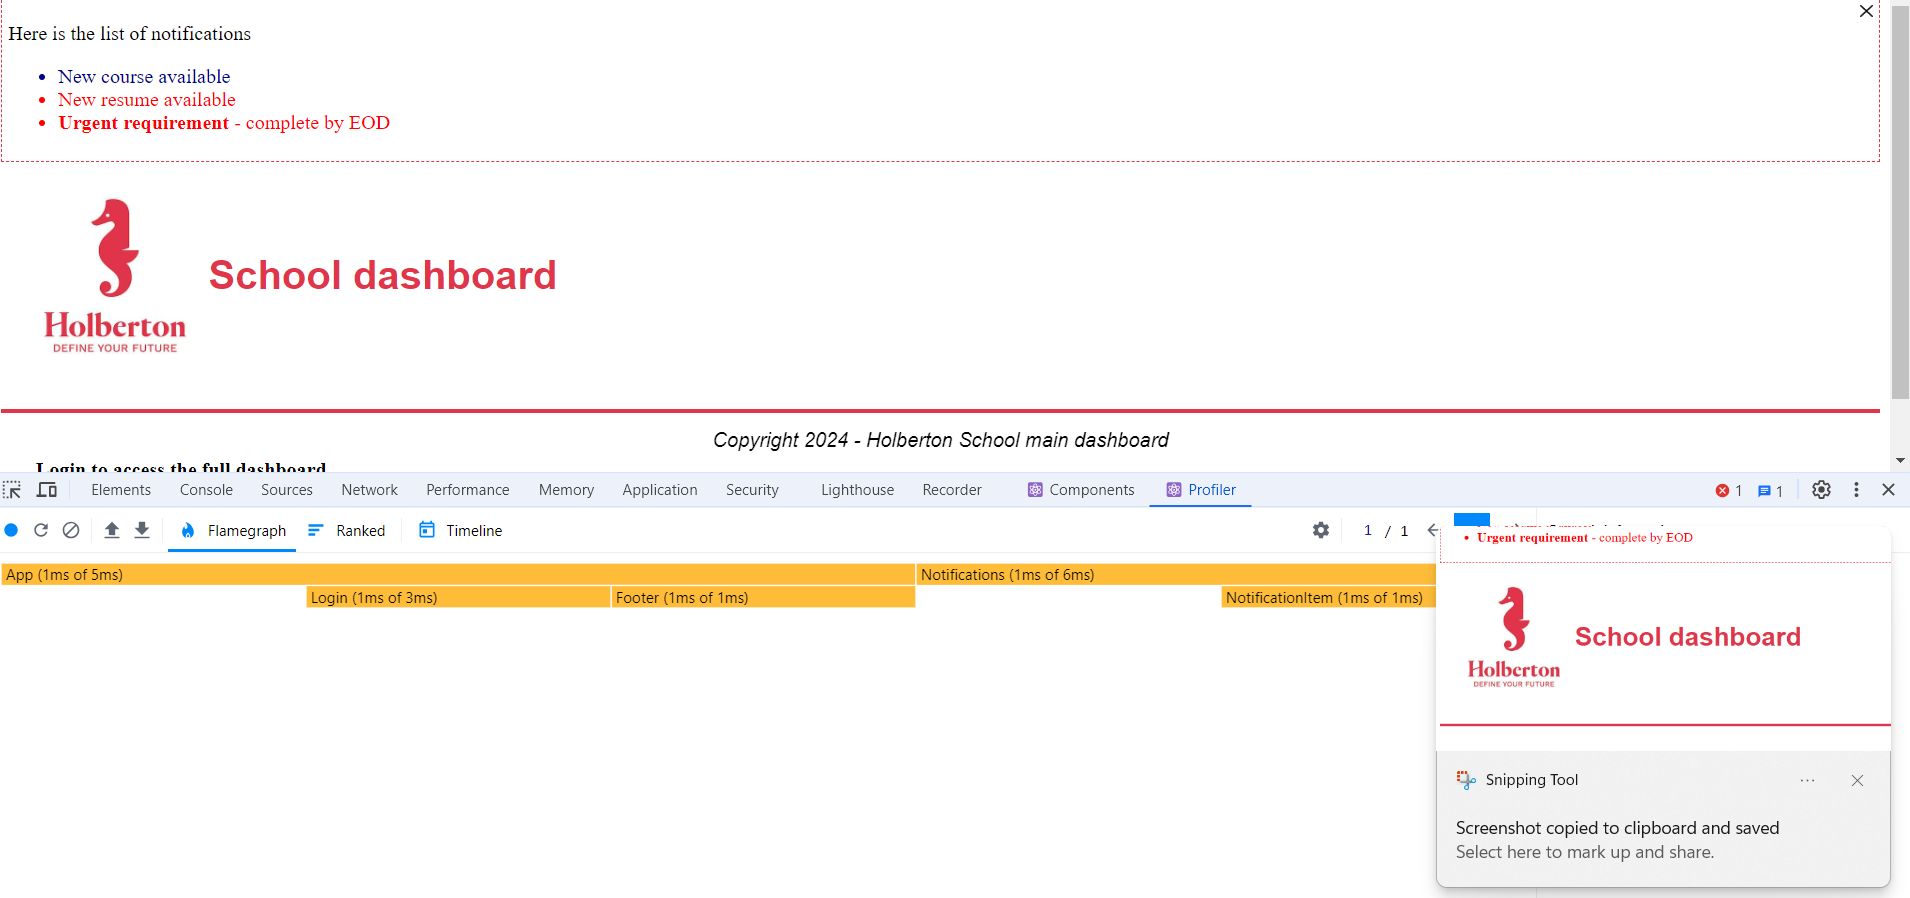 Here is the list of notifications
New course available
New resume available
Urgent requirement - complete by EOD
Holberton
DEFINE YOUR FUTURE
School dashboard
Copyright 2024 - Holberton School main dashboard
Login to access the full dashboard
Elements Console Sources Network Performance Memory Application Security Lighthouse Recorder Components Profiler 1 1
Flamegraph Ranked Timeline 1 / 1
App (1ms of 5ms) Notifications (1ms of 6ms)
Login (1ms of 3ms) Footer (1ms of 1ms) NotificationItem (1ms of 1ms)
Urgent requirement - complete by EOD
Holberton
DEFINE YOUR FUTURE
School dashboard
Snipping Tool
Screenshot copied to clipboard and saved
Select here to mark up and share.